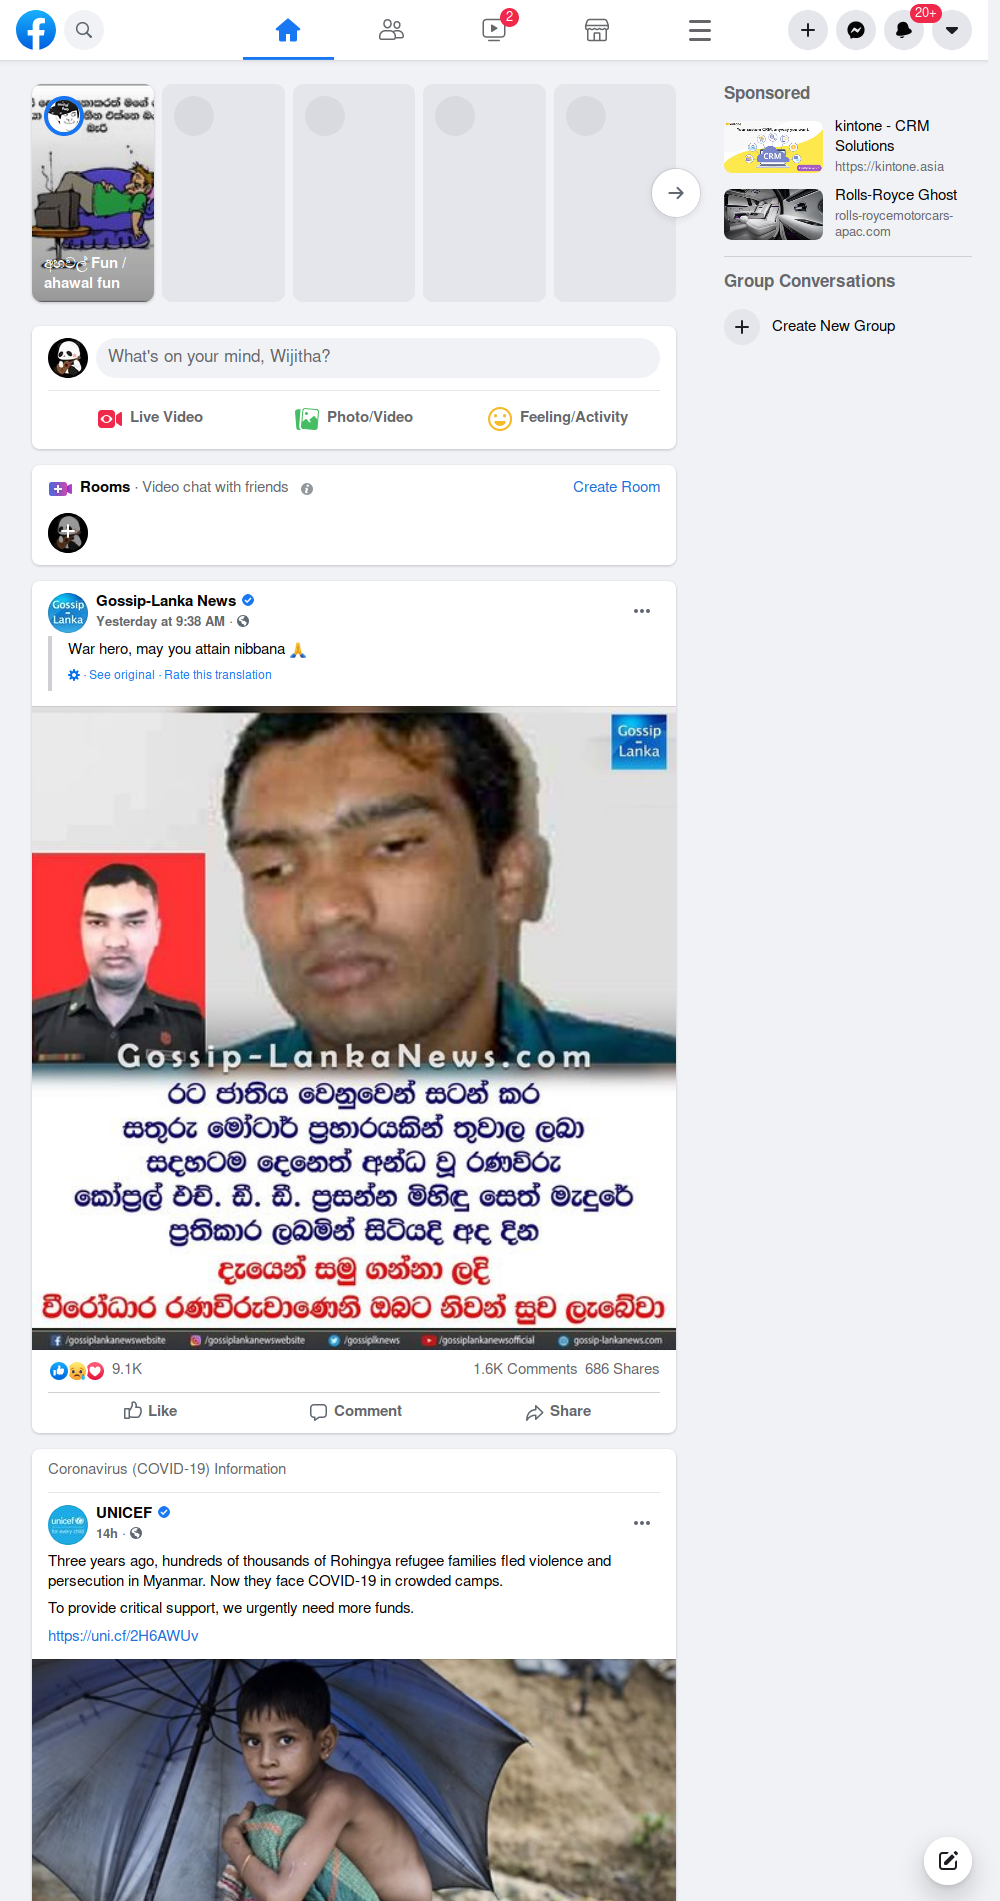 2
20+
අහවල් Fun /
ahawal fun
What's on your mind, Wijitha?
Live Video
Photo/Video
Feeling/Activity
Rooms · Video chat with friends
Create Room
Gossip-Lanka News
Yesterday at 9:38 AM ·
War hero, may you attain nibbana 🙏
· See original · Rate this translation
Gossip
-
Lanka
Gossip-LankaNews.com
රට ජාතිය වෙනුවෙන් සටන් කර
සතුරු මෝටාර් ප්‍රහාරයකින් තුවාල ලබා
සදහටම දෙනෙත් අන්ධ වූ රණවිරු
කෝප්‍රල් එච්. ඩී. ඩී. ප්‍රසන්න මිහිඳු සෙත් මැදුරේ
ප්‍රතිකාර ලබමින් සිටියදි අද දින
දැයෙන් සමු ගන්නා ලදි
වීරෝධාර රණවිරුවාණෙනි ඔබට නිවන් සුව ලැබේවා
/gossiplankanewswebsite /gossiplankanewswebsite /gossiplknews /gossiplankanewsofficial gossip-lankanews.com
9.1K
1.6K Comments 686 Shares
Like
Comment
Share
Coronavirus (COVID-19) Information
unicef
for every child
UNICEF
14h ·
Three years ago, hundreds of thousands of Rohingya refugee families fled violence and
persecution in Myanmar. Now they face COVID-19 in crowded camps.
To provide critical support, we urgently need more funds.
https://uni.cf/2H6AWUv
Sponsored
CRM
kintone - CRM
Solutions
https://kintone.asia
Rolls-Royce Ghost
rolls-roycemotorcars-
apac.com
Group Conversations
Create New Group